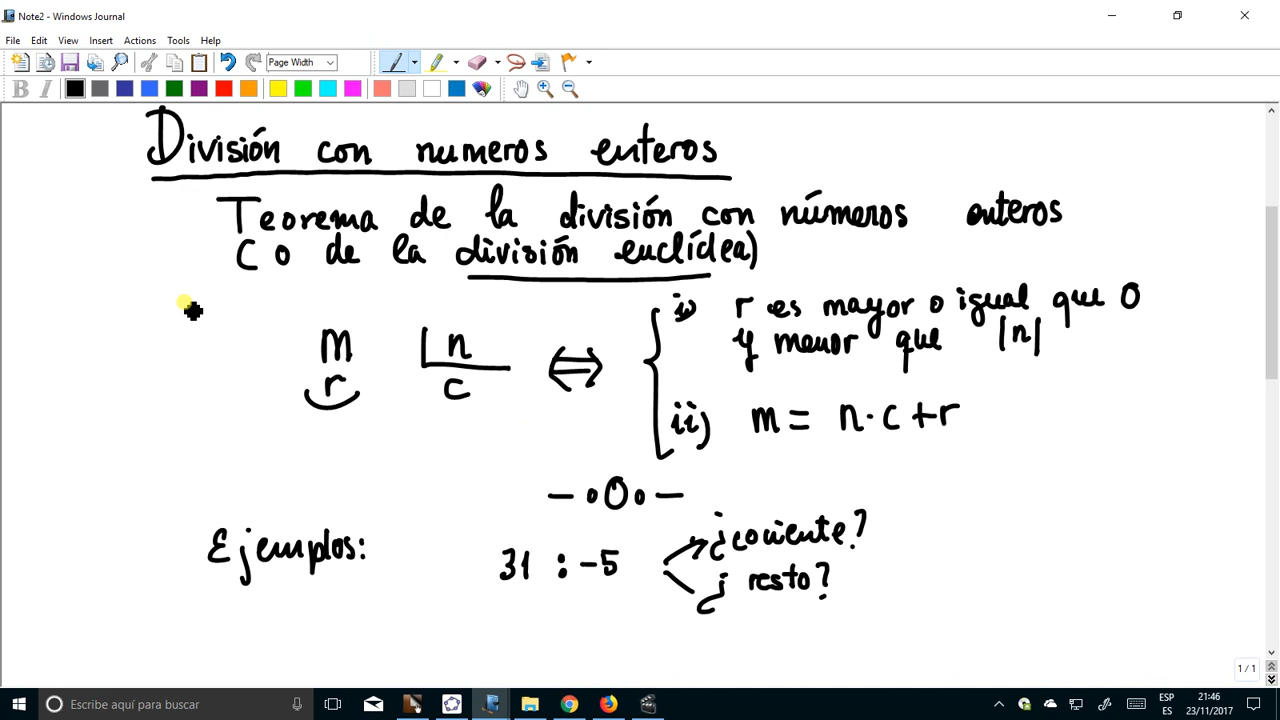 Note2 - Windows Journal
File Edit View Insert Actions Tools Help
Page Width
B I
División con numeros enteros
Teorema de la división con números enteros
( o de la división euclídea)
m n
r c
⇔
i) r es mayor o igual que 0
y menor que |n|
ii) m = n·c+r
-∘0∘-
Ejemplos: 31 : -5
¿cociente?
¿resto?
1 / 1
Escribe aquí para buscar
ESP
ES
21:46
23/11/2017